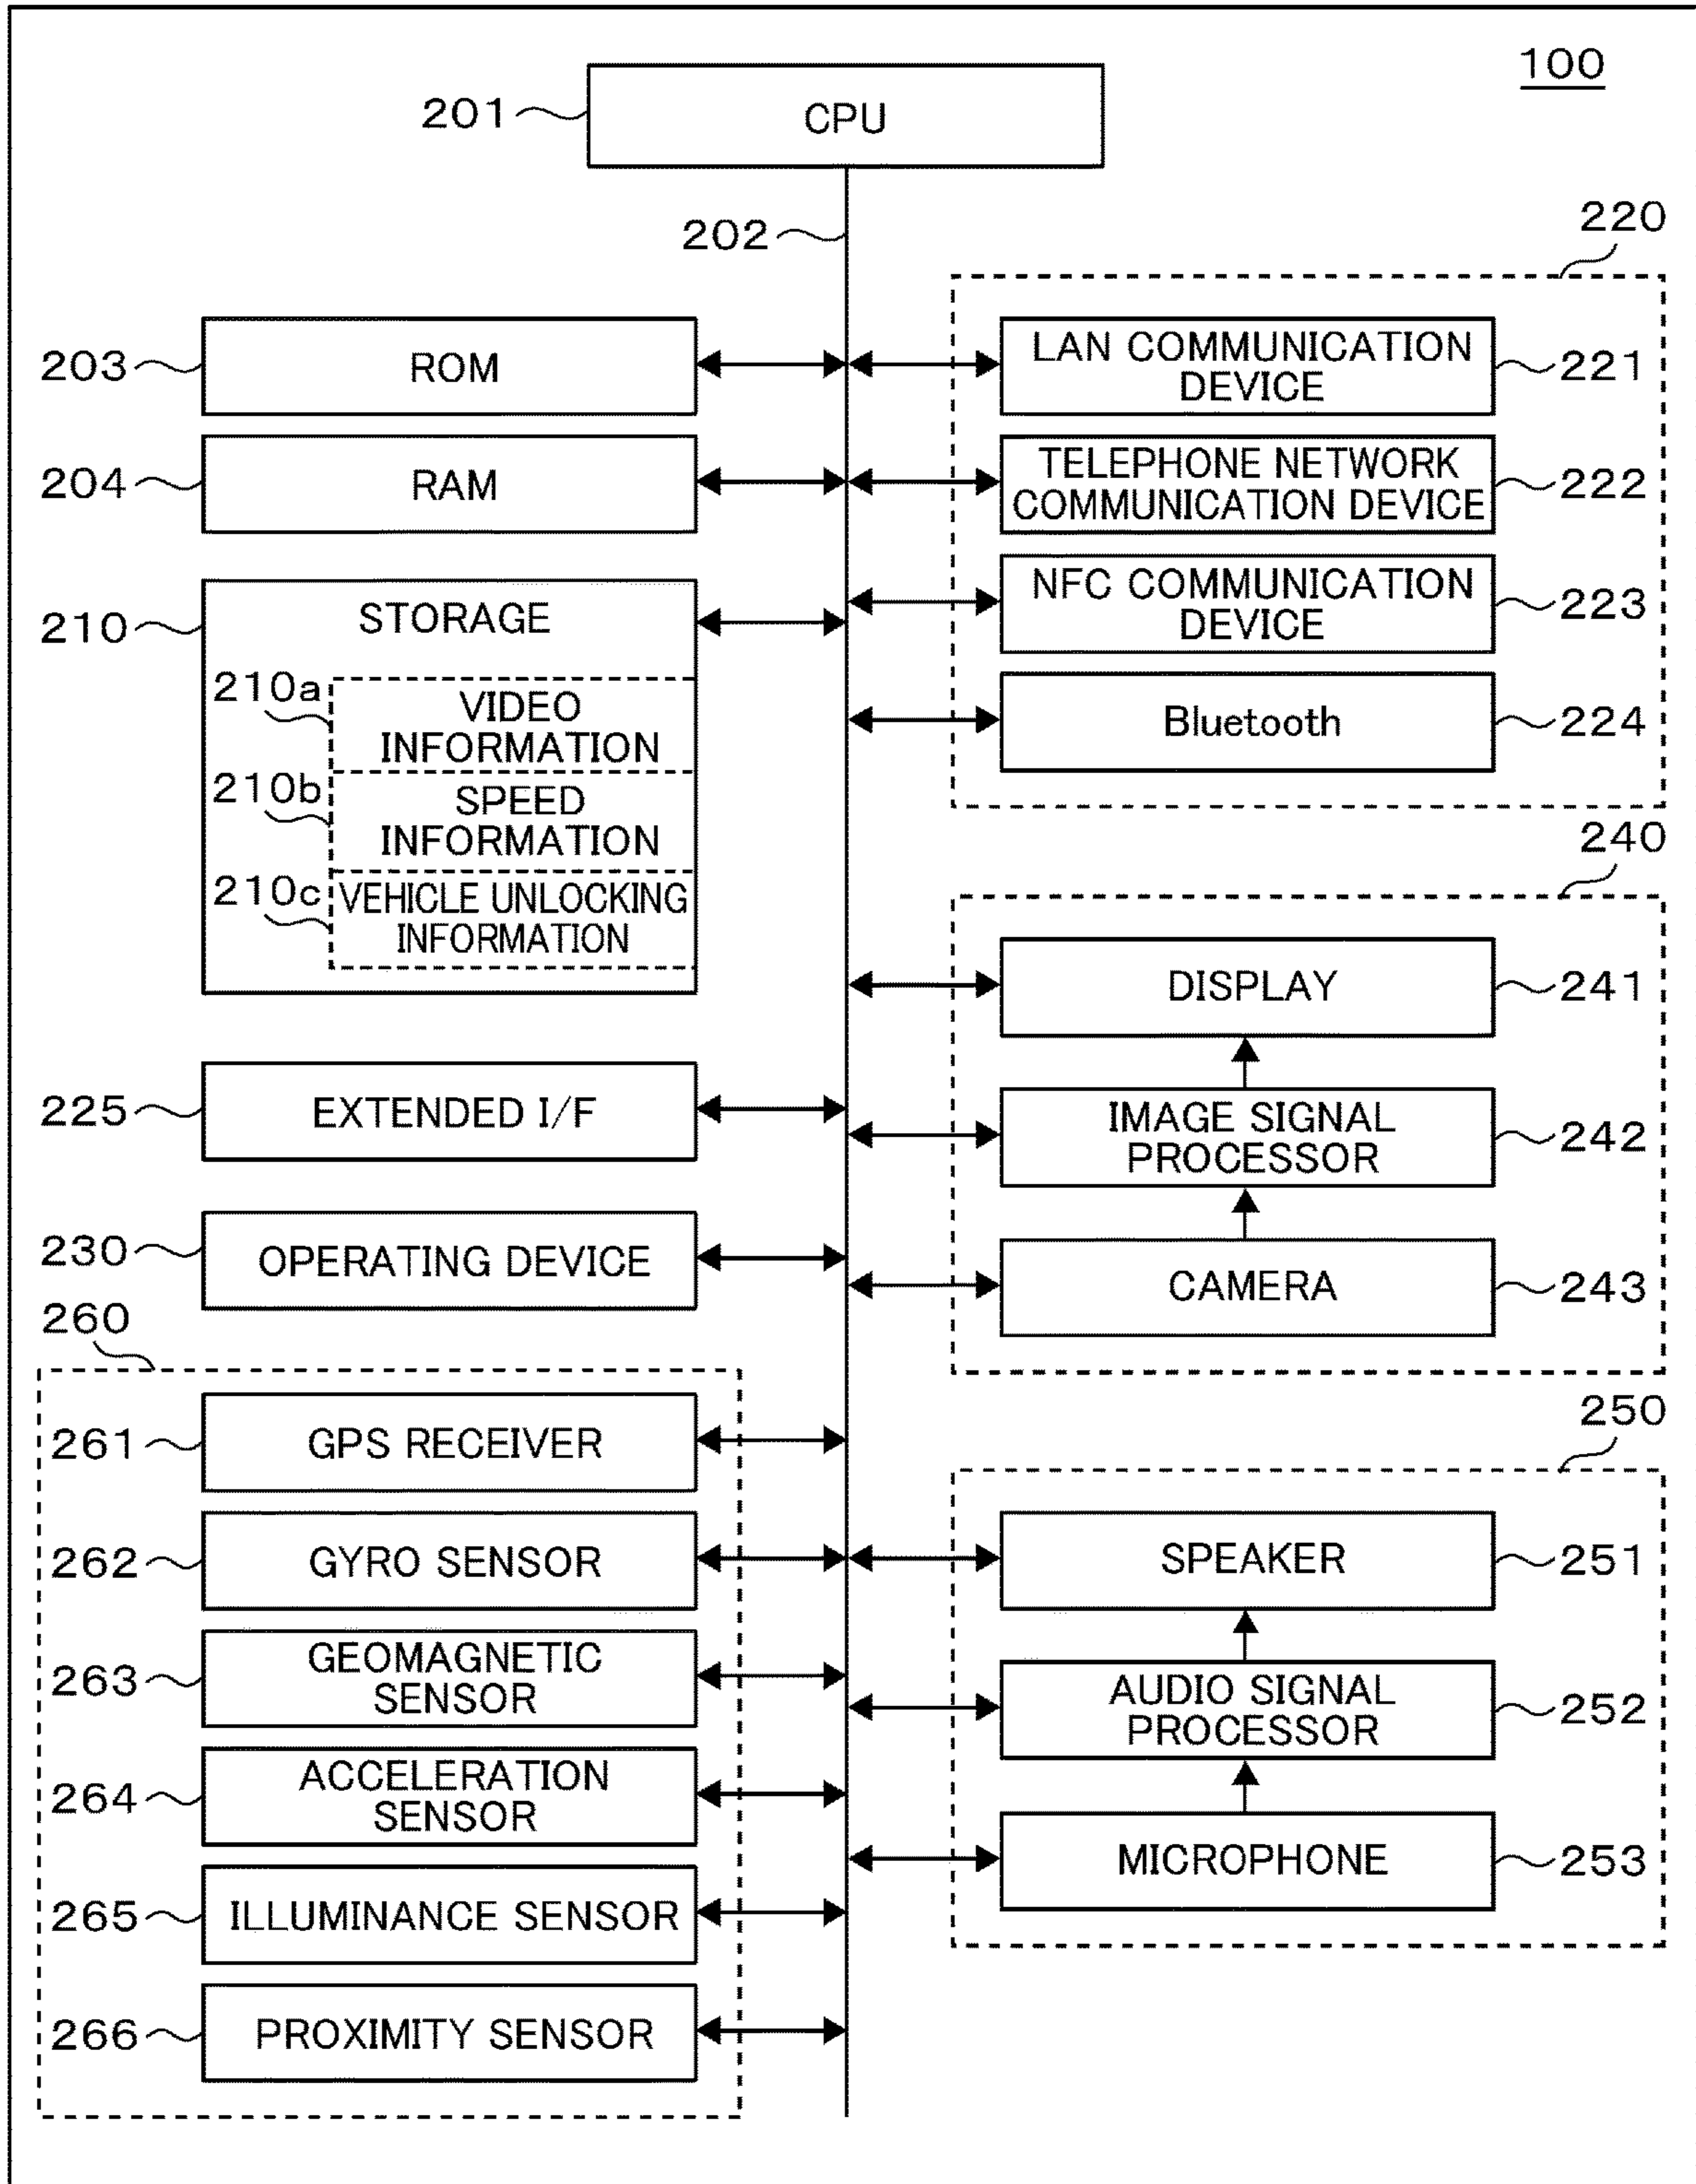 100
201
CPU
202
203
ROM
204
RAM
210
STORAGE
210a
VIDEO
INFORMATION
210b
SPEED
INFORMATION
210c
VEHICLE UNLOCKING
INFORMATION
225
EXTENDED I/F
230
OPERATING DEVICE
260
261
GPS RECEIVER
262
GYRO SENSOR
263
GEOMAGNETIC
SENSOR
264
ACCELERATION
SENSOR
265
ILLUMINANCE SENSOR
266
PROXIMITY SENSOR
220
LAN COMMUNICATION
DEVICE
221
TELEPHONE NETWORK
COMMUNICATION DEVICE
222
NFC COMMUNICATION
DEVICE
223
Bluetooth
224
240
DISPLAY
241
IMAGE SIGNAL
PROCESSOR
242
CAMERA
243
250
SPEAKER
251
AUDIO SIGNAL
PROCESSOR
252
MICROPHONE
253